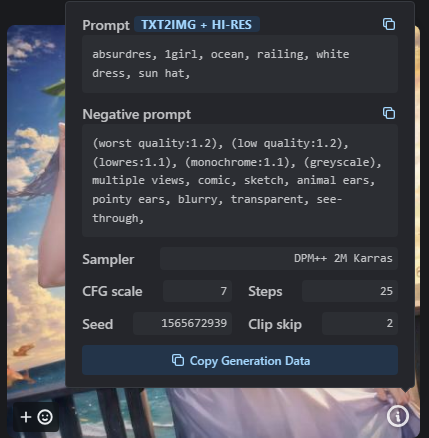 Prompt TXT2IMG + HI-RES
absurdres, 1girl, ocean, railing, white
dress, sun hat,
Negative prompt
(worst quality:1.2), (low quality:1.2),
(lowres:1.1), (monochrome:1.1), (greyscale),
multiple views, comic, sketch, animal ears,
pointy ears, blurry, transparent, see-
through,
Sampler DPM++ 2M Karras
CFG scale 7 Steps 25
Seed 1565672939 Clip skip 2
Copy Generation Data